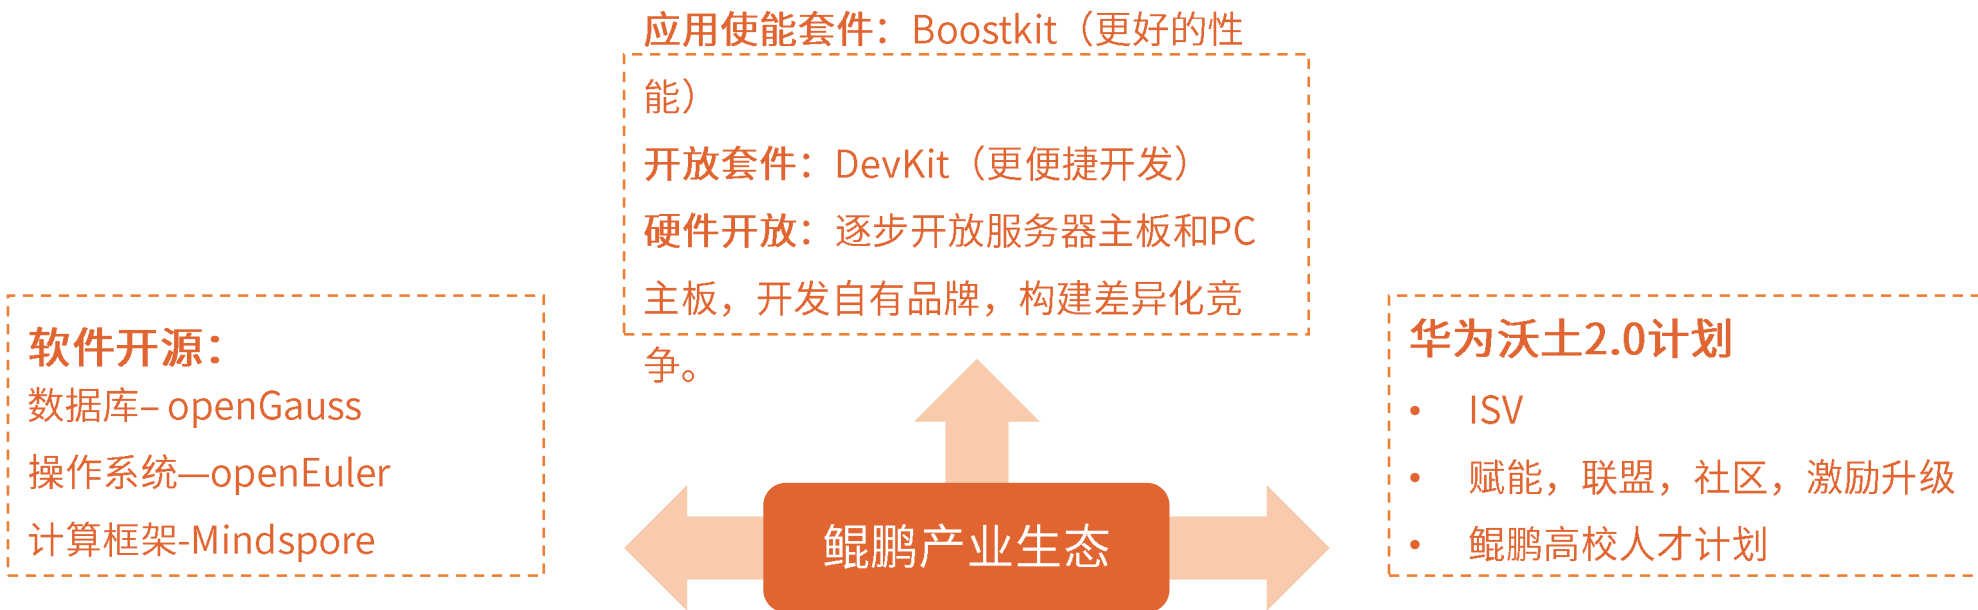 应用使能套件：Boostkit（更好的性
能）
开放套件：DevKit（更便捷开发）
硬件开放：逐步开放服务器主板和PC
主板，开发自有品牌，构建差异化竞
争。
软件开源：
数据库– openGauss
操作系统—openEuler
计算框架-Mindspore
华为沃土2.0计划
• ISV
• 赋能，联盟，社区，激励升级
• 鲲鹏高校人才计划
鲲鹏产业生态